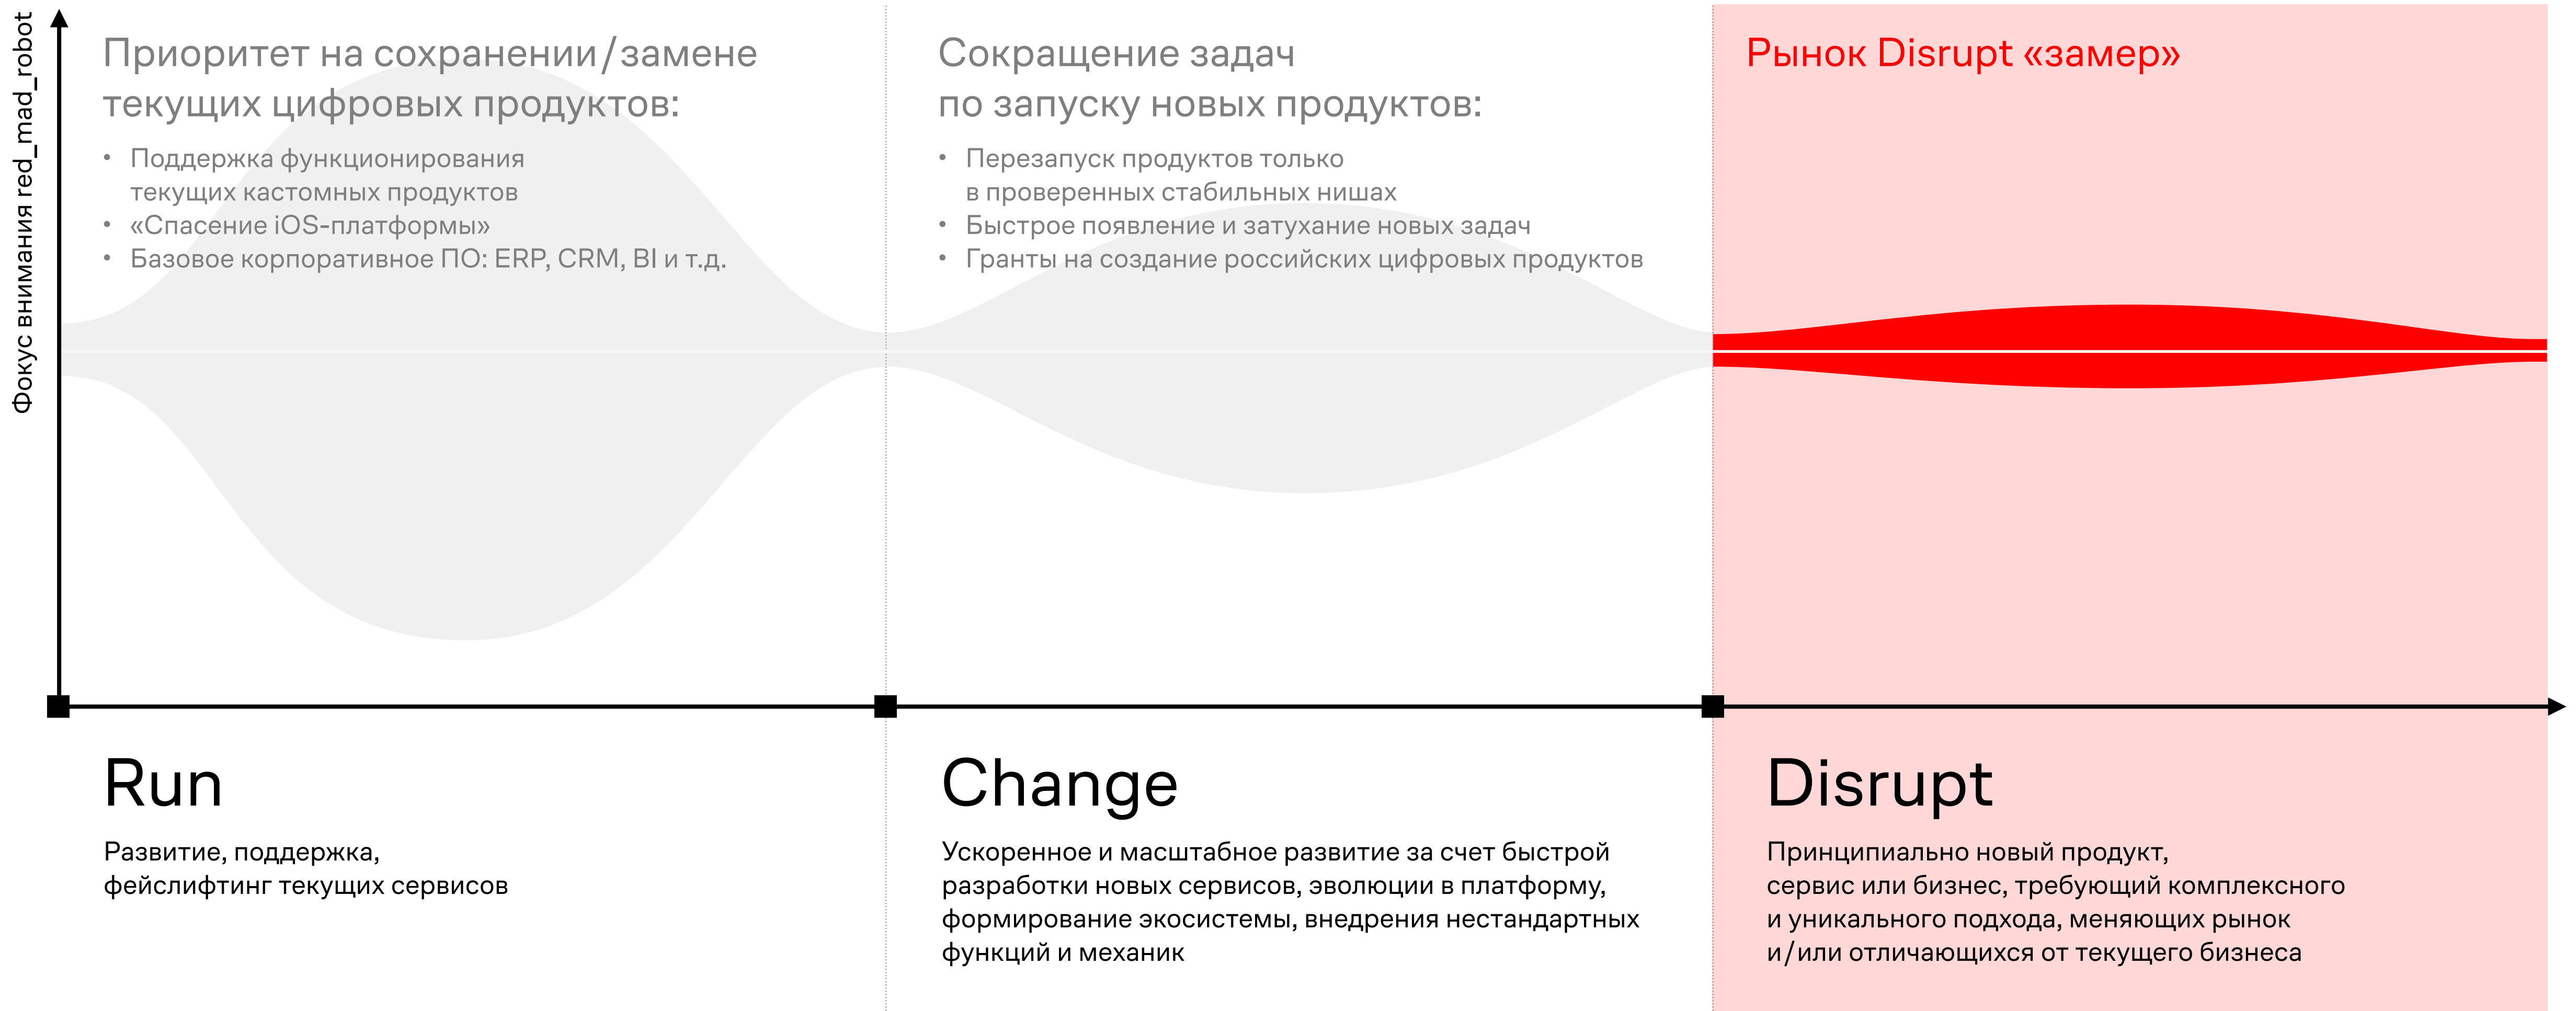 Фокус внимания red_mad_robot
Приоритет на сохранении/замене
текущих цифровых продуктов:
• Поддержка функционирования
текущих кастомных продуктов
• «Спасение iOS-платформы»
• Базовое корпоративное ПО: ERP, CRM, BI и т.д.
Сокращение задач
по запуску новых продуктов:
• Перезапуск продуктов только
в проверенных стабильных нишах
• Быстрое появление и затухание новых задач
• Гранты на создание российских цифровых продуктов
Рынок Disrupt «замер»
Run
Развитие, поддержка,
фейслифтинг текущих сервисов
Change
Ускоренное и масштабное развитие за счет быстрой
разработки новых сервисов, эволюции в платформу,
формирование экосистемы, внедрения нестандартных
функций и механик
Disrupt
Принципиально новый продукт,
сервис или бизнес, требующий комплексного
и уникального подхода, меняющих рынок
и/или отличающихся от текущего бизнеса